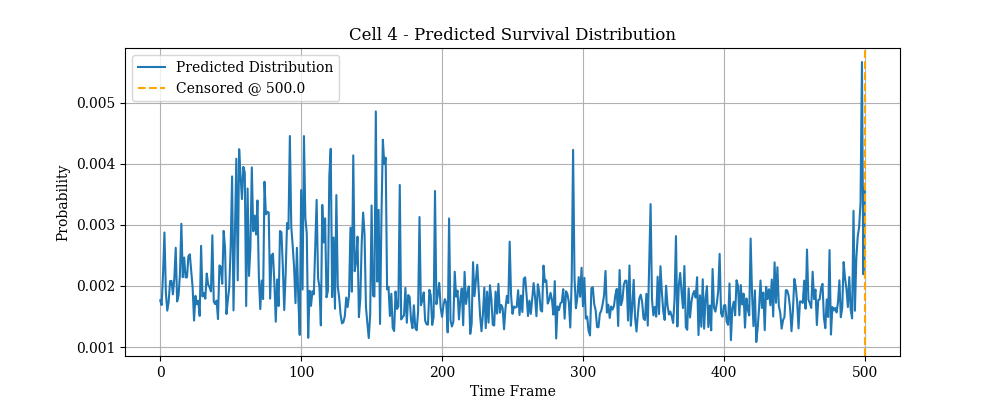 Cell 4 - Predicted Survival Distribution
Predicted Distribution
Censored @ 500.0
Probability
0.005
0.004
0.003
0.002
0.001
0
100
200
300
400
500
Time Frame